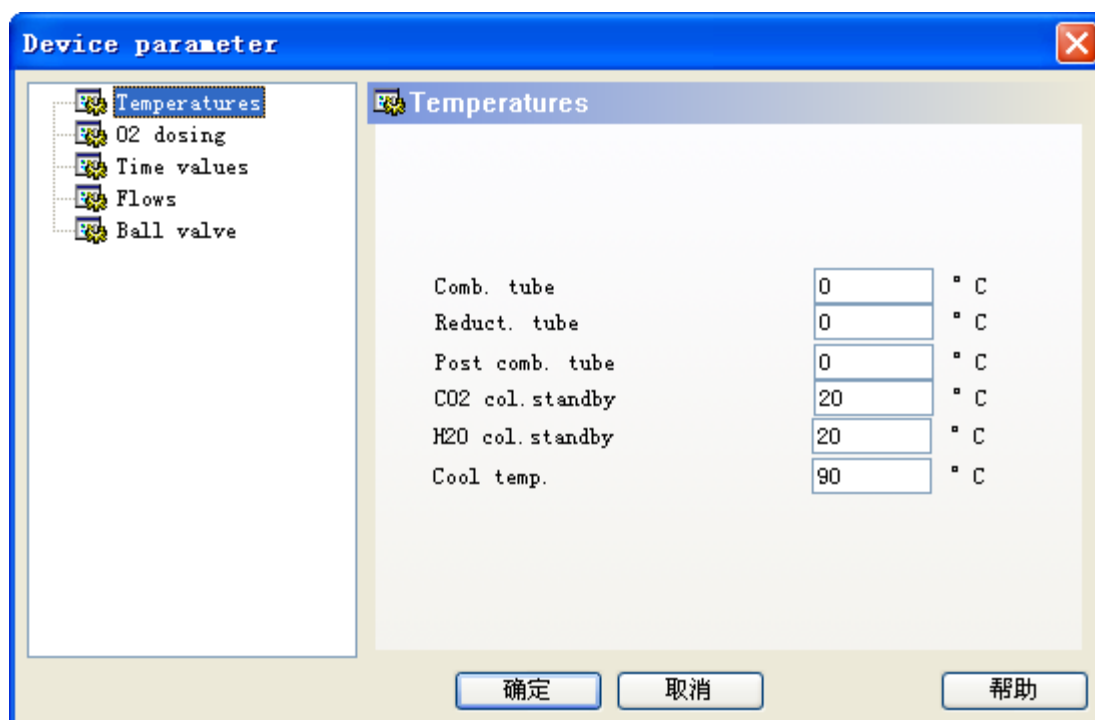 Device parameter
Temperatures
O2 dosing
Time values
Flows
Ball valve
Temperatures
Comb. tube 0 ° C
Reduct. tube 0 ° C
Post comb. tube 0 ° C
CO2 col.standby 20 ° C
H2O col.standby 20 ° C
Cool temp. 90 ° C
确定 取消 帮助